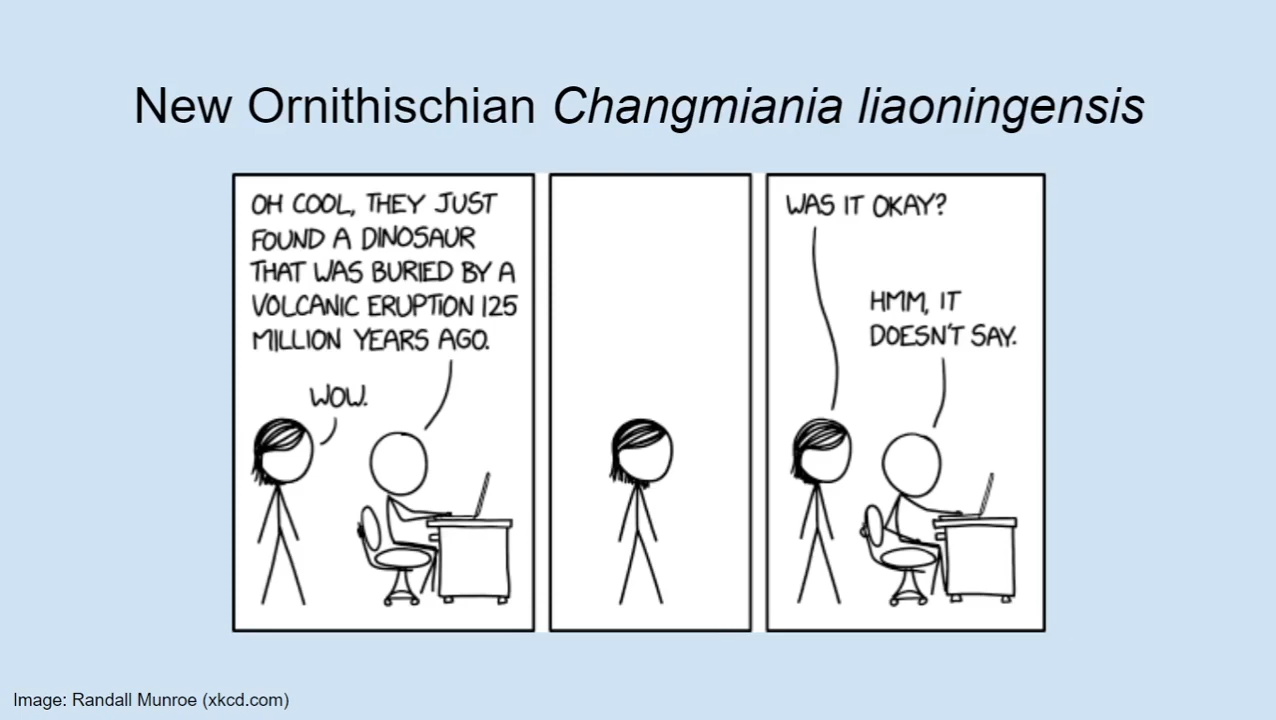 New Ornithischian Changmiania liaoningensis
OH COOL, THEY JUST
FOUND A DINOSAUR
THAT WAS BURIED BY A
VOLCANIC ERUPTION 125
MILLION YEARS AGO.
WOW.
WAS IT OKAY?
HMM, IT
DOESN'T SAY.
Image: Randall Munroe (xkcd.com)